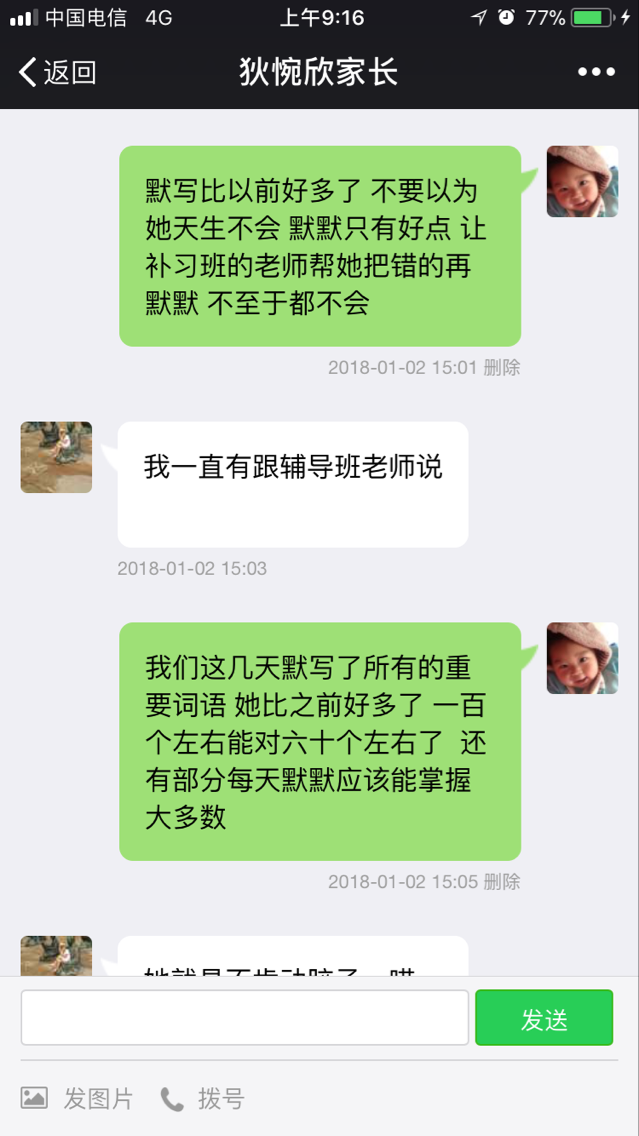 中国电信 4G 上午9:16 77%
返回 狄惋欣家长
默写比以前好多了 不要以为
她天生不会 默默只有好点 让
补习班的老师帮她把错的再
默默 不至于都不会
2018-01-02 15:01 删除
我一直有跟辅导班老师说
2018-01-02 15:03
我们这几天默写了所有的重
要词语 她比之前好多了 一百
个左右能对六十个左右了 还
有部分每天默默应该能掌握
大多数
2018-01-02 15:05 删除
发送
发图片 拨号